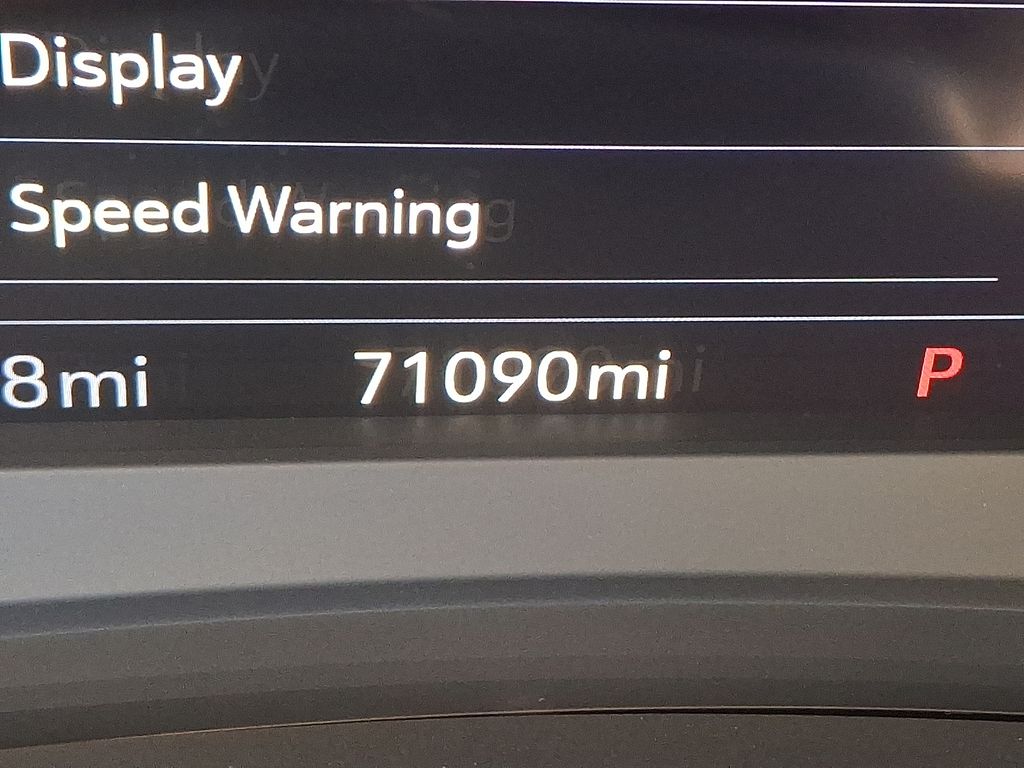 Display
Speed Warning
8mi 71090mi P